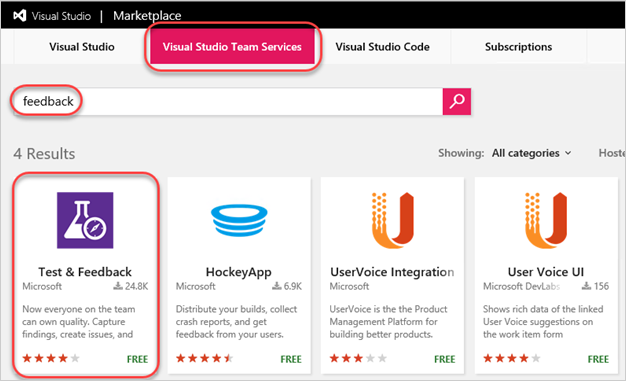 Visual Studio | Marketplace
Visual Studio Visual Studio Team Services Visual Studio Code Subscriptions
feedback
4 Results Showing: All categories Hoste
Test & Feedback
Microsoft 24.8K
Now everyone on the team
can own quality. Capture
findings, create issues, and
FREE
HockeyApp
Microsoft 6.9K
Distribute your builds, collect
crash reports, and get
feedback from your users.
FREE
UserVoice Integration
Microsoft
UserVoice is the the Product
Management Platform for
building better products.
FREE
User Voice UI
Microsoft DevLabs 156
Shows rich data of the linked
User Voice suggestions on
the work item form
FREE